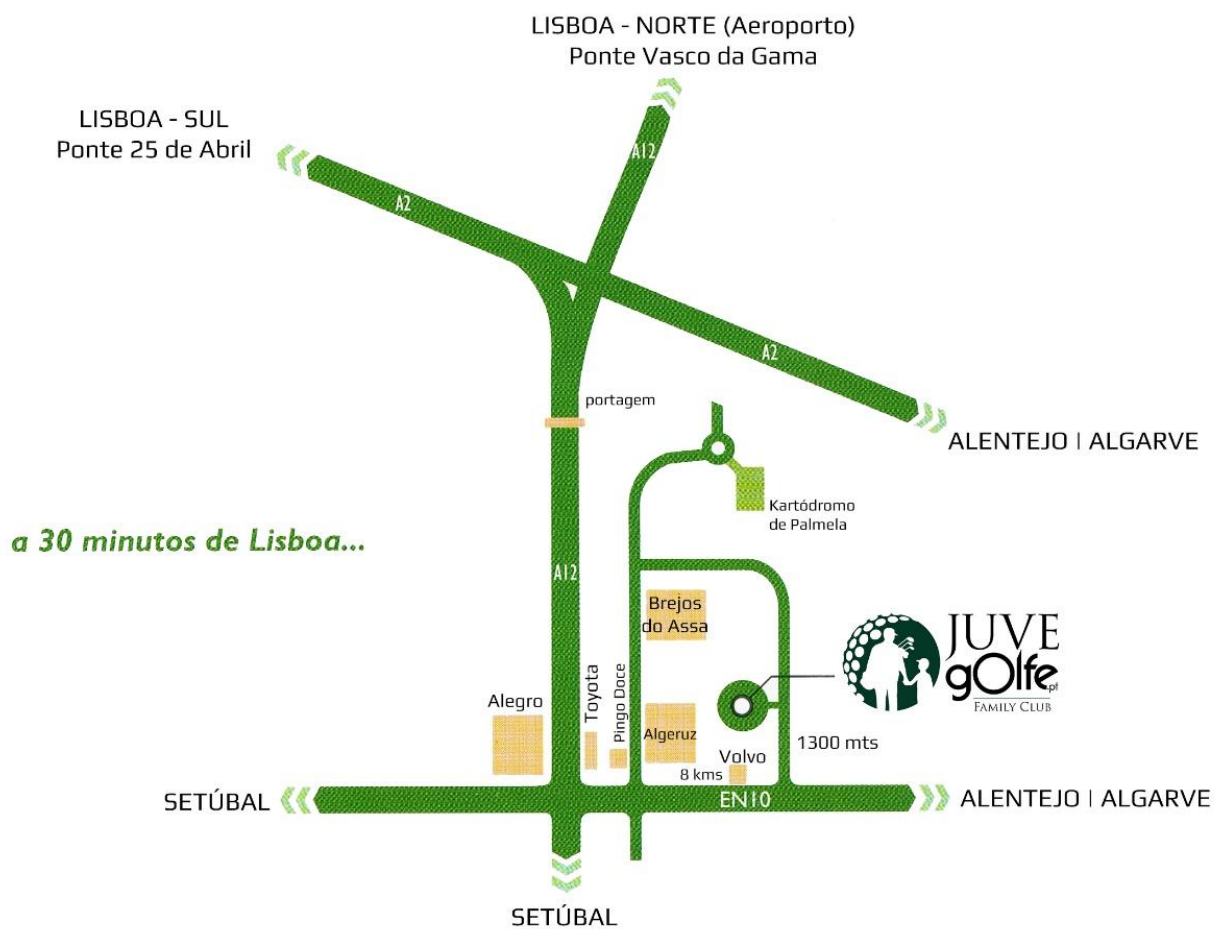 LISBOA - NORTE (Aeroporto)
Ponte Vasco da Gama
LISBOA - SUL
Ponte 25 de Abril
A12
A2
A2
portagem
ALENTEJO | ALGARVE
Kartódromo
de Palmela
a 30 minutos de Lisboa...
A12
Brejos
do Assa
JUVE
gOlfe.pt
FAMILY CLUB
Alegro
Toyota
Pingo Doce
Algeruz
Volvo
1300 mts
8 kms
SETÚBAL
EN10
ALENTEJO | ALGARVE
SETÚBAL